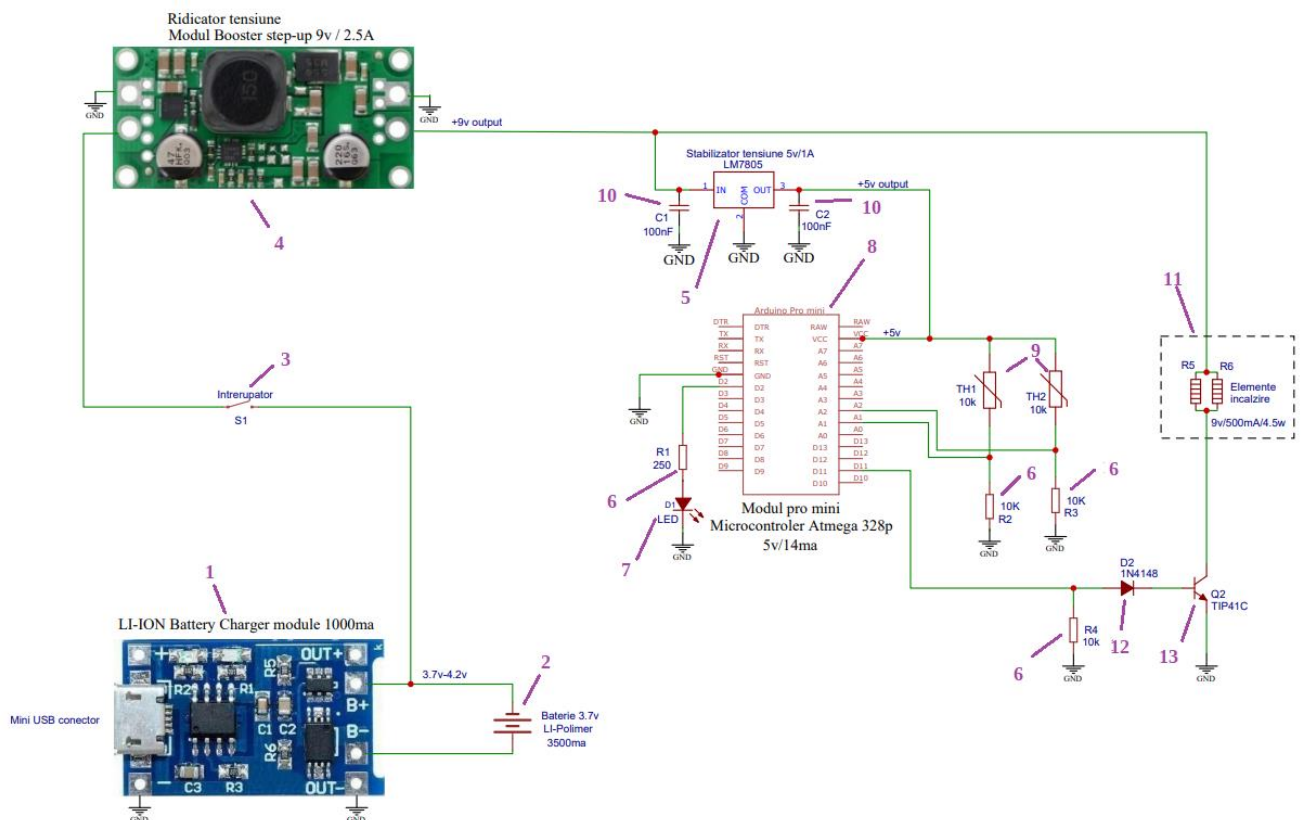 Ridicator tensiune
Modul Booster step-up 9v / 2.5A
150
47
220
GND
GND
+9v output
4
Stabilizator tensiune 5v/1A
LM7805
1 IN OUT 3
COM
2
+5v output
10
C1
100nF
10
C2
100nF
GND
GND
GND
5
8
Arduino Pro mini
DTR
TX
RX
RST
GND
D2
D3
D4
D5
D6
D7
D8
D9
DTR
TX
RX
RST
GND
D2
D3
D4
D5
D6
D7
D8
D9
RAW
VCC
A7
A6
A5
A4
A3
A2
A1
A0
D13
D12
D11
D10
RAW
VCC
A7
A6
A5
A4
A3
A2
A1
A0
D13
D12
D11
D10
+5v
9
TH1
10k
TH2
10k
11
R5 R6
Elemente
incalzire
9v/500mA/4.5w
3
Intrerupator
S1
GND
R1
250
6
D1
LED
7
GND
Modul pro mini
Microcontroler Atmega 328p
5v/14ma
6
10K
R2
GND
6
10K
R3
GND
D2
1N4148
12
Q2
TIP41C
13
GND
R4
10k
6
GND
1
LI-ION Battery Charger module 1000ma
Mini USB conector
+
R2
R1
R5
OUT+
B+
C1
C2
B-
R6
C3
R3
OUT-
-
k
GND
GND
3.7v-4.2v
2
Baterie 3.7v
LI-Polimer
3500ma